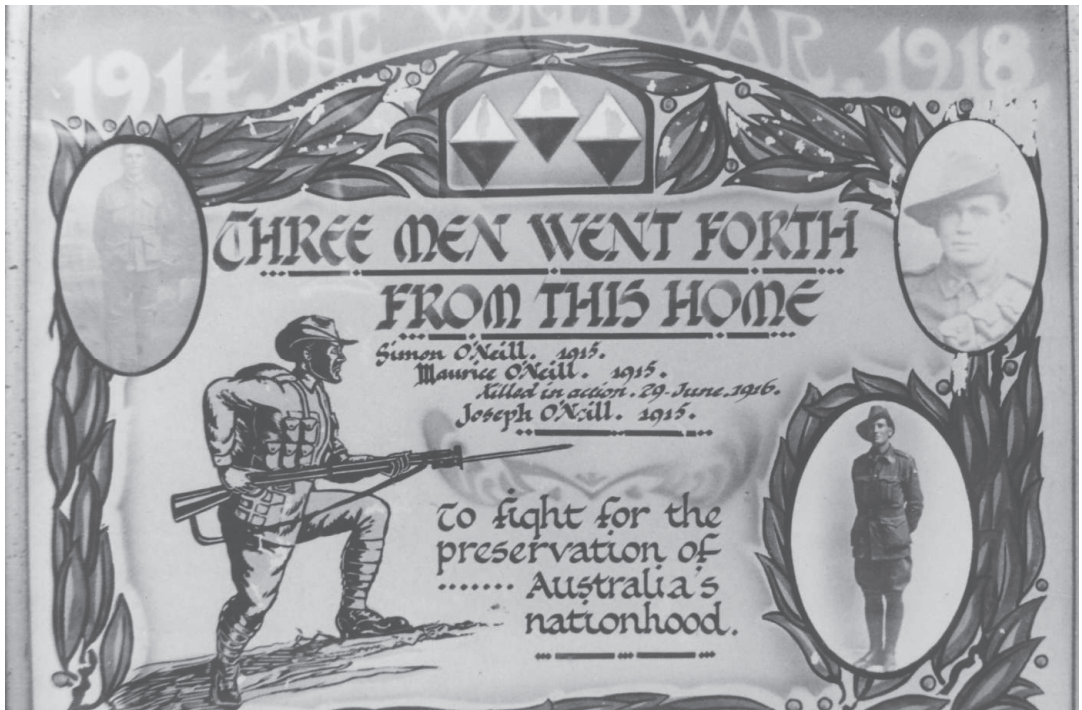 1914 THE WORLD WAR 1918
THREE MEN WENT FORTH
FROM THIS HOME
Simon O'Neill. 1915.
Maurice O'Neill. 1915.
killed in action. 29-June. 1916.
Joseph O'Neill. 1915.
To fight for the
preservation of
....... Australia's
nationhood.